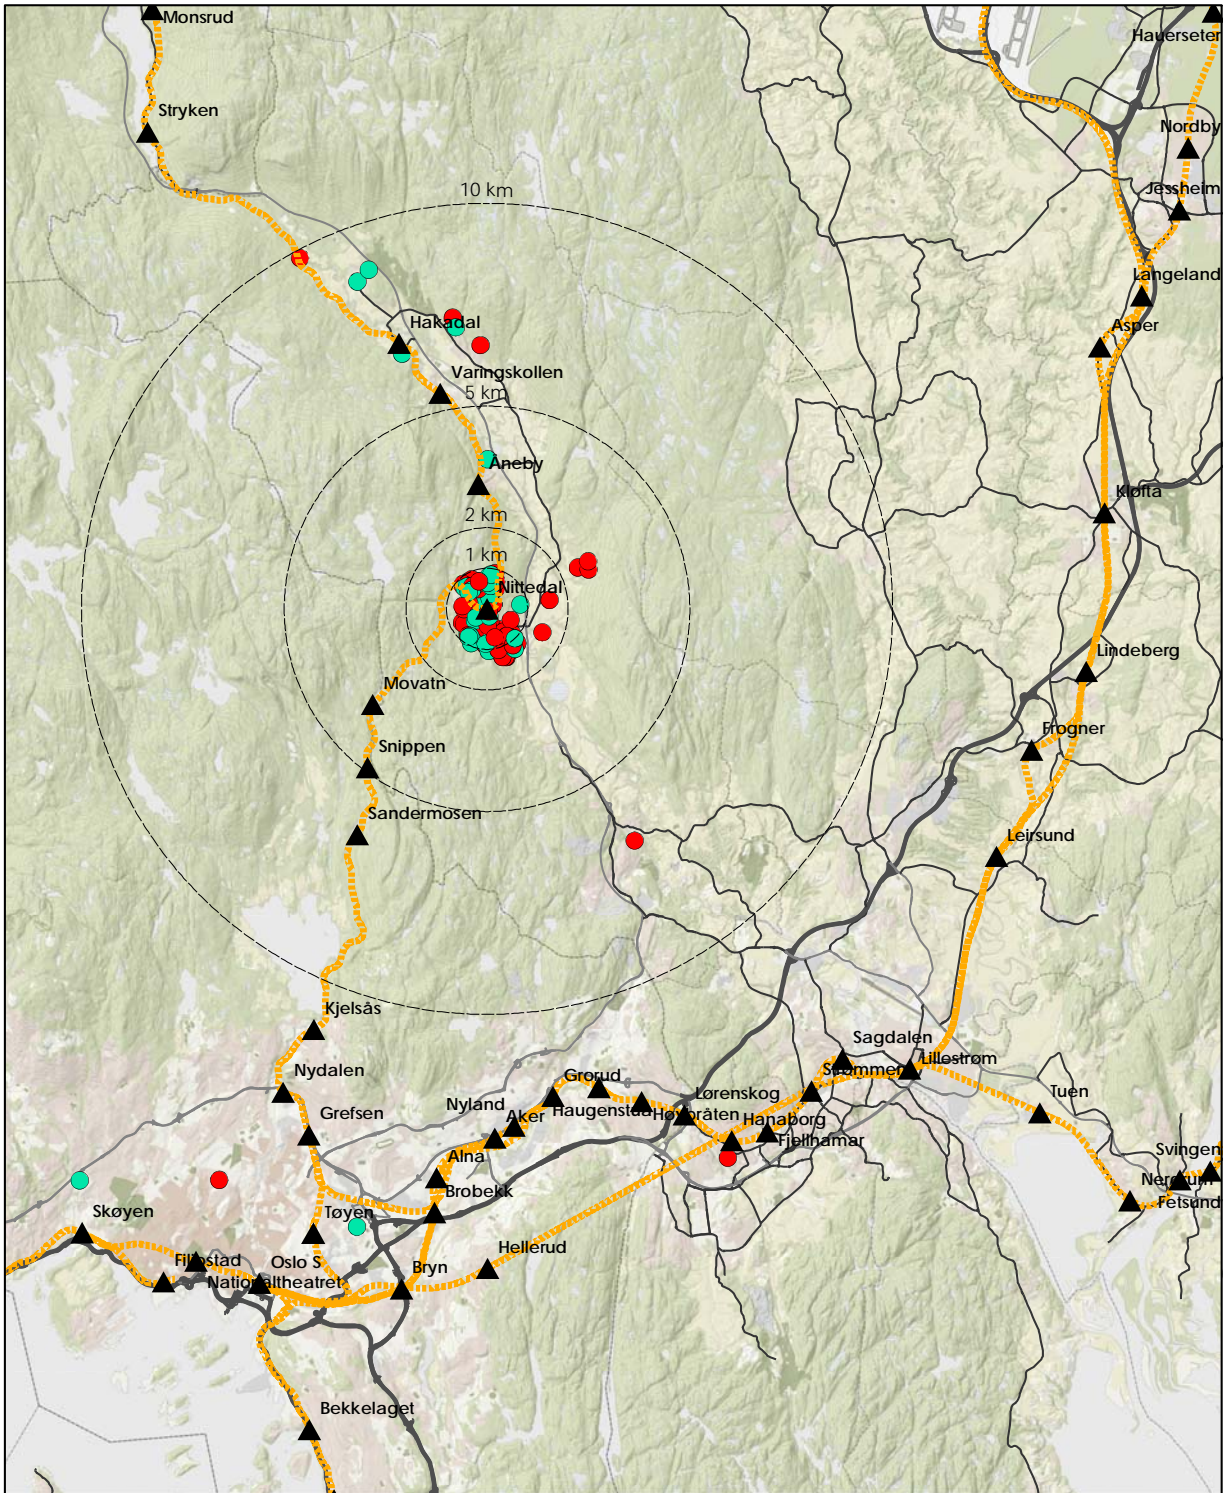 Monsrud
Hauerseter
Stryken
Nordby
Jessheim
10 km
Langeland
Hakadal
Asper
Varingskollen
5 km
Åneby
Kløfta
2 km
1 km
Nittedal
Lindeberg
Movatn
Frogner
Snippen
Sandermosen
Leirsund
Kjelsås
Sagdalen
Lillestrøm
Nydalen
Grorud
Strømmen
Tuen
Nyland
Haugenstua
Lørenskog
Grefsen
Aker
Høybråten
Hanaborg
Fjellhamar
Alna
Svingen
Brobekk
Nerdrum
Fetsund
Skøyen
Tøyen
Hellerud
Filipstad
Oslo S
Bryn
Nationaltheatret
Bekkelaget